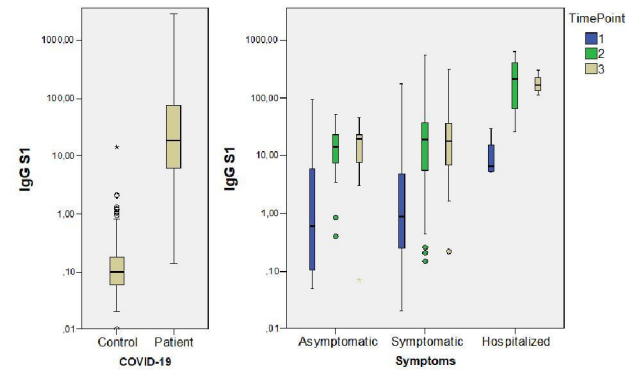 TimePoint
1
2
3
1000,00
100,00
10,00
1,00
,10
,01
IgG S1
Control Patient
COVID-19
1000,00
100,00
10,00
1,00
,10
,01
IgG S1
Asymptomatic Symptomatic Hospitalized
Symptoms